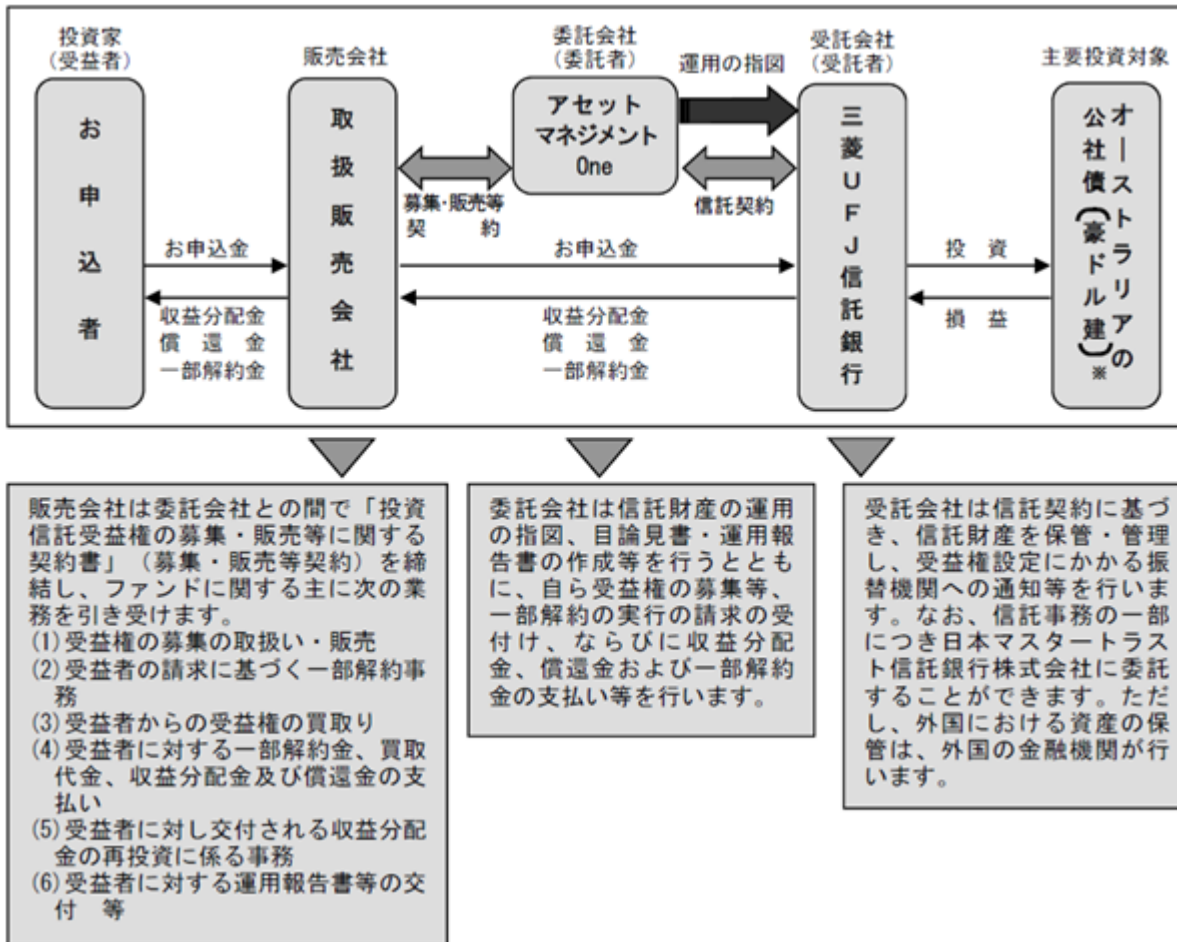 投資家
(受益者)
お申込者
販売会社
取扱販売会社
委託会社
(委託者)
アセット
マネジメント
One
運用の指図
受託会社
(受託者)
三菱UFJ信託銀行
主要投資対象
オーストラリアの
公社債(豪ドル建)※
募集・販売等
契　　約
信託契約
お申込金
収益分配金
償　還　金
一部解約金
お申込金
収益分配金
償　還　金
一部解約金
投　資
損　益
販売会社は委託会社との間で「投資
信託受益権の募集・販売等に関する
契約書」（募集・販売等契約）を締
結し、ファンドに関する主に次の業
務を引き受けます。
(1)受益権の募集の取扱い・販売
(2)受益者の請求に基づく一部解約事
務
(3)受益者からの受益権の買取り
(4)受益者に対する一部解約金、買取
代金、収益分配金及び償還金の支
払い
(5)受益者に対し交付される収益分配
金の再投資に係る事務
(6)受益者に対する運用報告書等の交
付　等
委託会社は信託財産の運用
の指図、目論見書・運用報
告書の作成等を行うととも
に、自ら受益権の募集等、
一部解約の実行の請求の受
付け、ならびに収益分配
金、償還金および一部解約
金の支払い等を行います。
受託会社は信託契約に基づ
き、信託財産を保管・管理
し、受益権設定にかかる振
替機関への通知等を行いま
す。なお、信託事務の一部
につき日本マスタートラス
ト信託銀行株式会社に委託
することができます。ただ
し、外国における資産の保
管は、外国の金融機関が行
います。